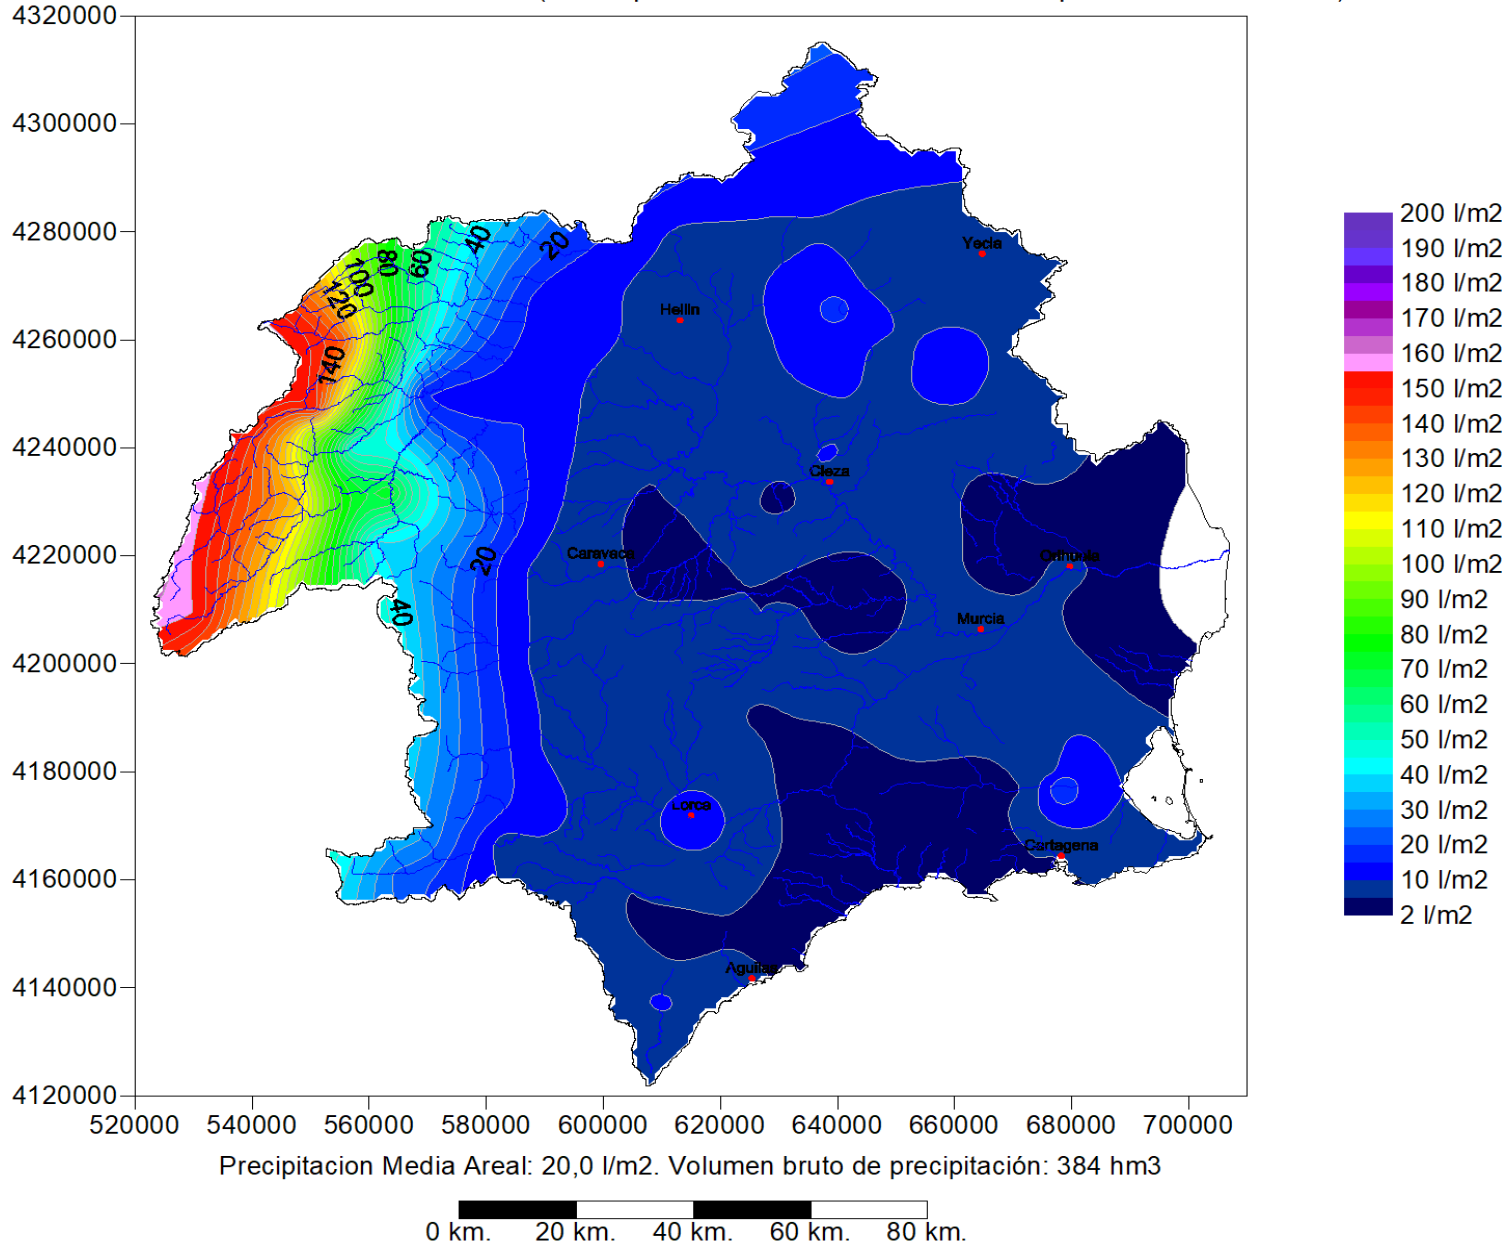 4320000
4300000
4280000
4260000
4240000
4220000
4200000
4180000
4160000
4140000
4120000
520000 540000 560000 580000 600000 620000 640000 660000 680000 700000
40
20
60
80
100
120
140
20
40
Yecla
Hellin
Cieza
Caravaca
Orihuela
Murcia
Lorca
Cartagena
Aguilas
200 l/m2
190 l/m2
180 l/m2
170 l/m2
160 l/m2
150 l/m2
140 l/m2
130 l/m2
120 l/m2
110 l/m2
100 l/m2
90 l/m2
80 l/m2
70 l/m2
60 l/m2
50 l/m2
40 l/m2
30 l/m2
20 l/m2
10 l/m2
2 l/m2
Precipitacion Media Areal: 20,0 l/m2. Volumen bruto de precipitación: 384 hm3
0 km. 20 km. 40 km. 60 km. 80 km.